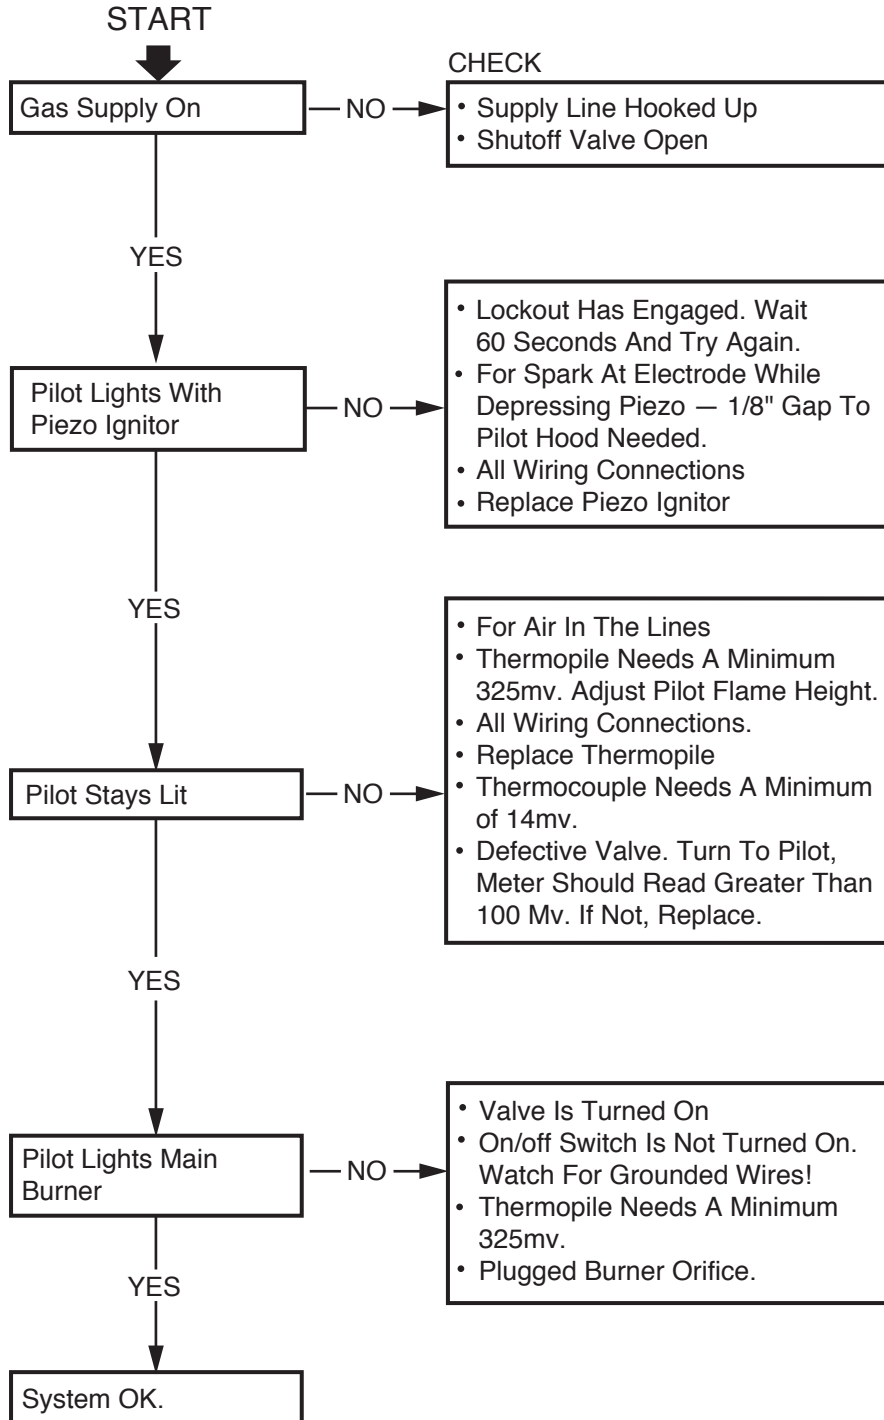 START
CHECK
Gas Supply On
NO
• Supply Line Hooked Up
• Shutoff Valve Open
YES
Pilot Lights With
Piezo Ignitor
NO
• Lockout Has Engaged. Wait
60 Seconds And Try Again.
• For Spark At Electrode While
Depressing Piezo — 1/8" Gap To
Pilot Hood Needed.
• All Wiring Connections
• Replace Piezo Ignitor
YES
Pilot Stays Lit
NO
• For Air In The Lines
• Thermopile Needs A Minimum
325mv. Adjust Pilot Flame Height.
• All Wiring Connections.
• Replace Thermopile
• Thermocouple Needs A Minimum
of 14mv.
• Defective Valve. Turn To Pilot,
Meter Should Read Greater Than
100 Mv. If Not, Replace.
YES
Pilot Lights Main
Burner
NO
• Valve Is Turned On
• On/off Switch Is Not Turned On.
Watch For Grounded Wires!
• Thermopile Needs A Minimum
325mv.
• Plugged Burner Orifice.
YES
System OK.